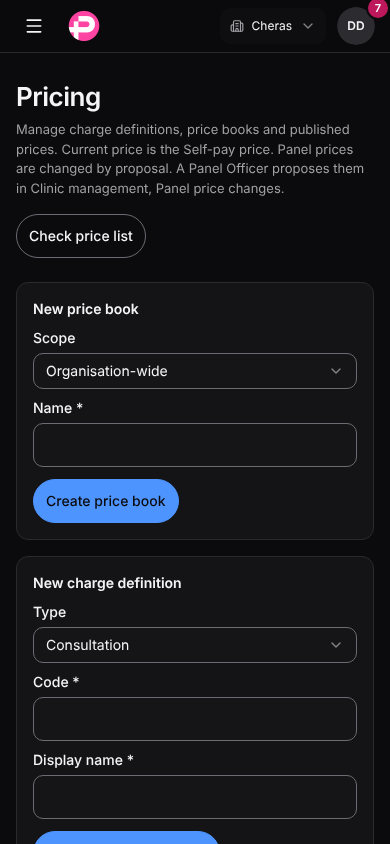 Cheras
DD
7
Pricing
Manage charge definitions, price books and published
prices. Current price is the Self-pay price. Panel prices
are changed by proposal. A Panel Officer proposes them
in Clinic management, Panel price changes.
Check price list
New price book
Scope
Organisation-wide
Name *
Create price book
New charge definition
Type
Consultation
Code *
Display name *